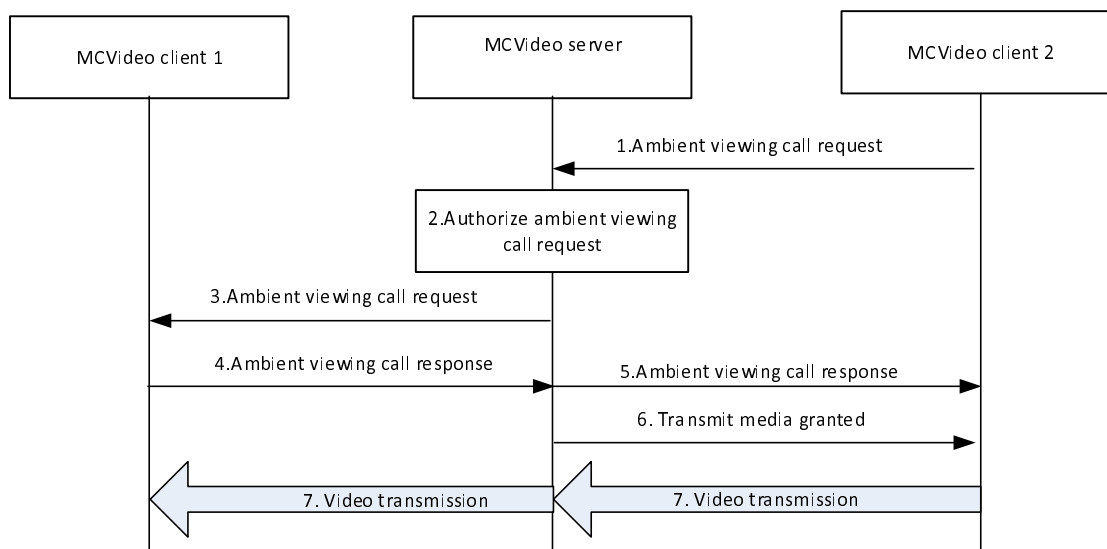 MCVideo client 1
MCVideo server
MCVideo client 2
1.Ambient viewing call request
2.Authorize ambient viewing
call request
3.Ambient viewing call request
4.Ambient viewing call response
5.Ambient viewing call response
6. Transmit media granted
7. Video transmission
7. Video transmission